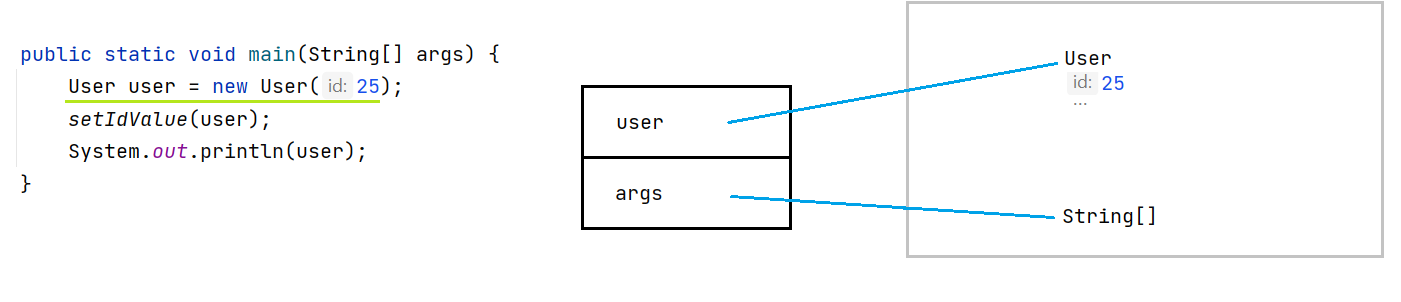 public static void main(String[] args) {
User user = new User( id: 25);
setIdValue(user);
System.out.println(user);
}
user
args
User
id: 25
...
String[]